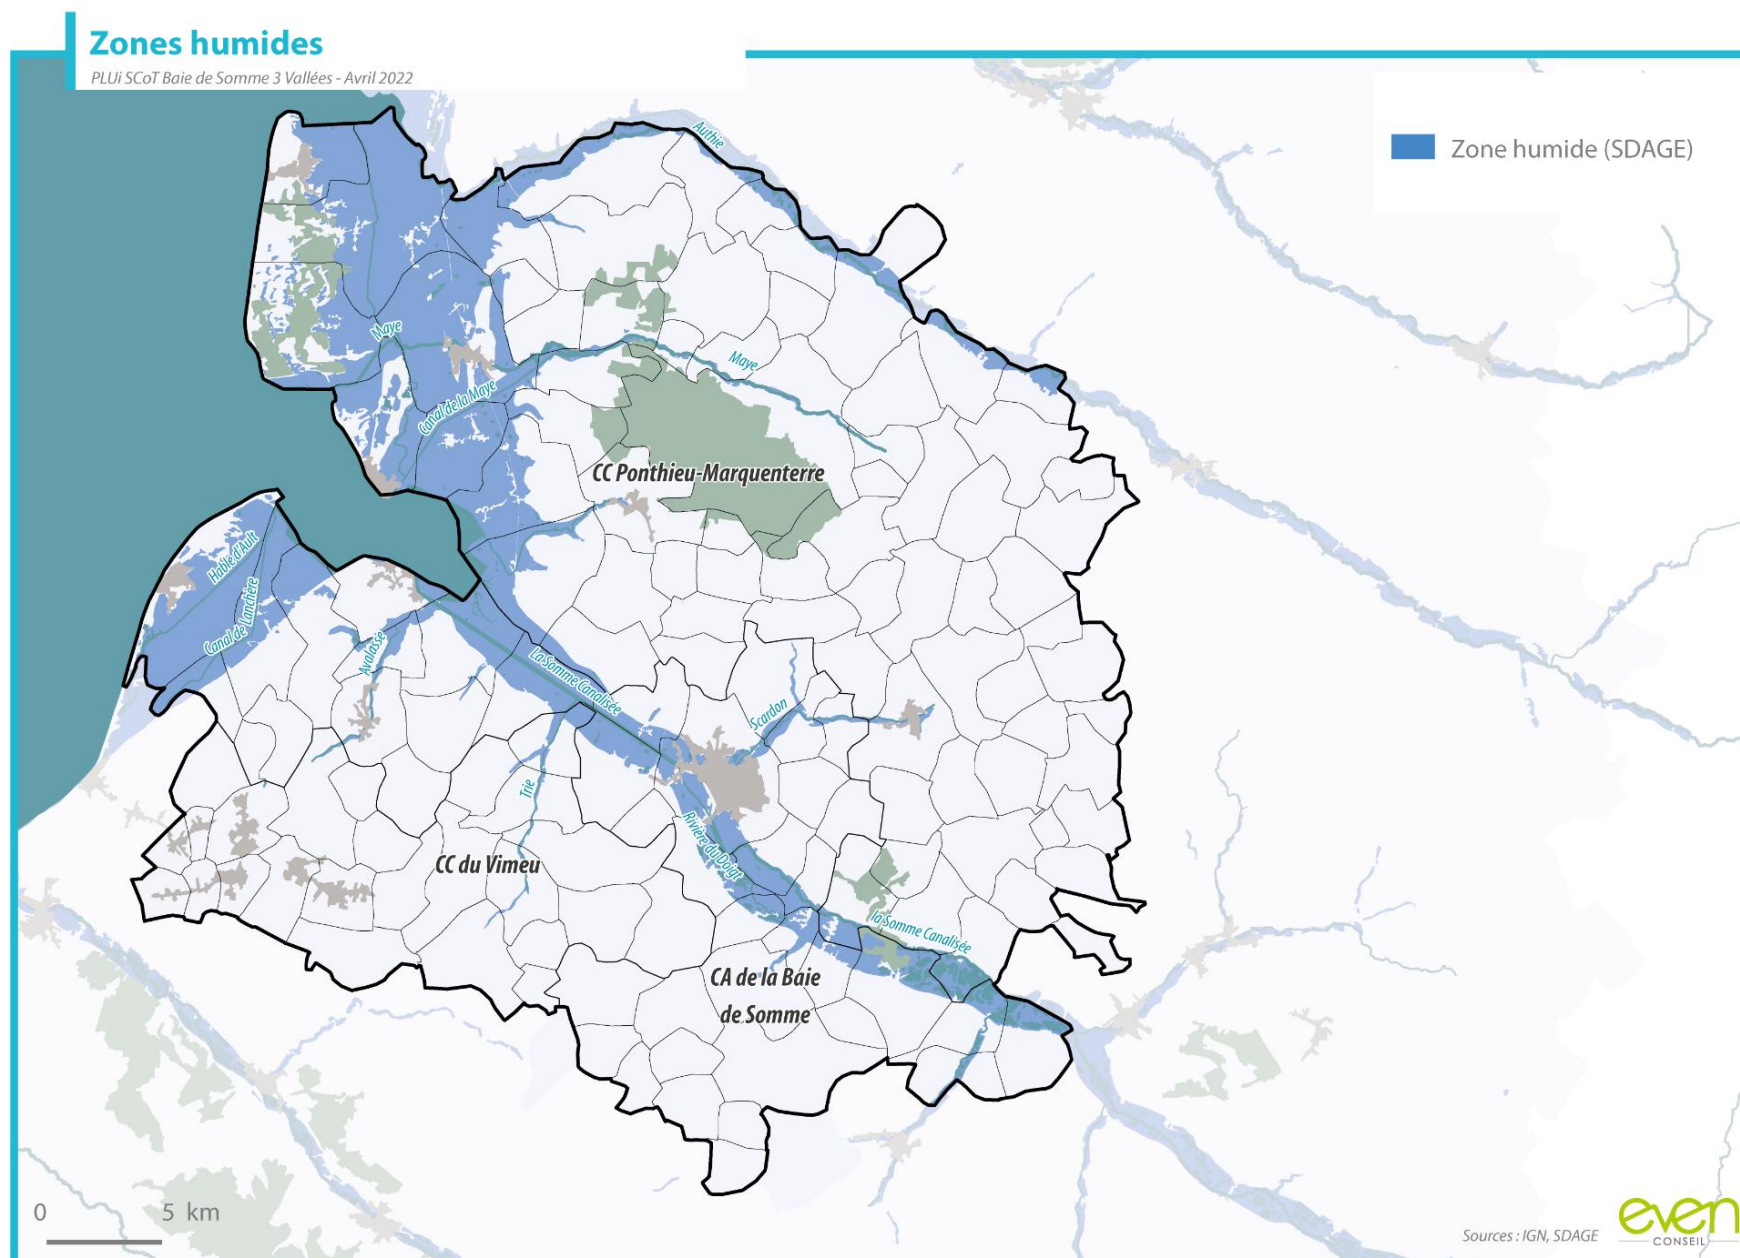 Zones humides
PLUi SCoT Baie de Somme 3 Vallées - Avril 2022
Zone humide (SDAGE)
Authie
Maye
Maye
Canal de la Maye
CC Ponthieu-Marquenterre
Hable d'Ault
Canal de Lanchère
Avalasse
La Somme Canalisée
Scardon
Trie
Rivière du Doigt
CC du Vimeu
la Somme Canalisée
CA de la Baie
de Somme
0 5 km
Sources : IGN, SDAGE
even
CONSEIL